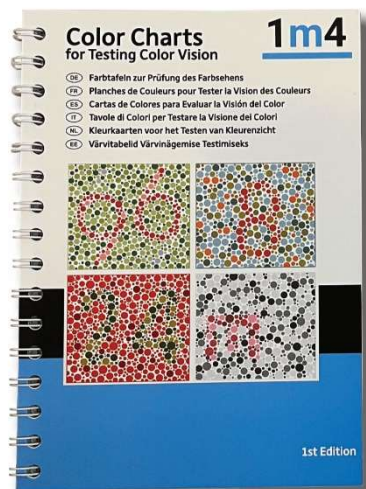 Color Charts
for Testing Color Vision
1m4
DE Farbtafeln zur Prüfung des Farbsehens
FR Planches de Couleurs pour Tester la Vision des Couleurs
ES Cartas de Colores para Evaluar la Visión del Color
IT Tavole di Colori per Testare la Visione dei Colori
NL Kleurkaarten voor het Testen van Kleurenzicht
EE Värvitabelid Värvinägemise Testimiseks
96
24
1st Edition